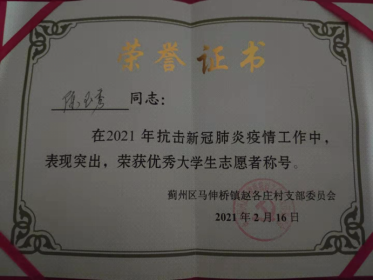 荣誉证书
同志：
在2021年抗击新冠肺炎疫情工作中，
表现突出，荣获优秀大学生志愿者称号。
蓟州区马伸桥镇赵各庄村支部委员会
2021年2月16日